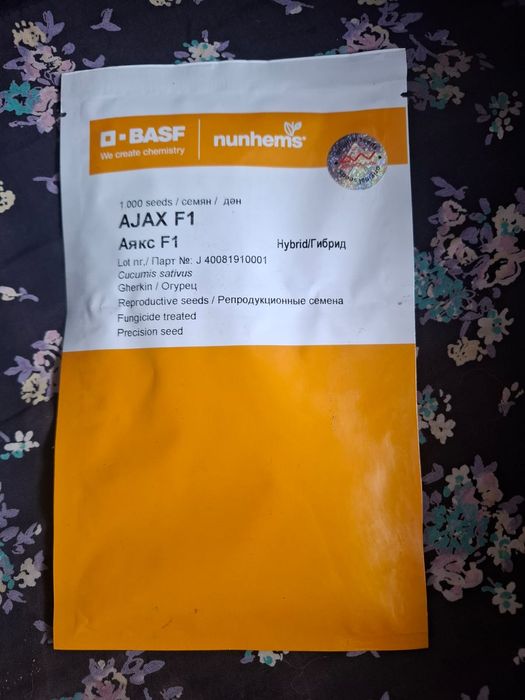 BASF
We create chemistry
nunhems®
1 000 seeds / семян / дән
AJAX F1
Аякс F1
Hybrid/Гибрид
Lot nr./ Парт №: J 40081910001
Cucumis sativus
Gherkin / Огурец
Reproductive seeds / Репродукционные семена
Fungicide treated
Precision seed